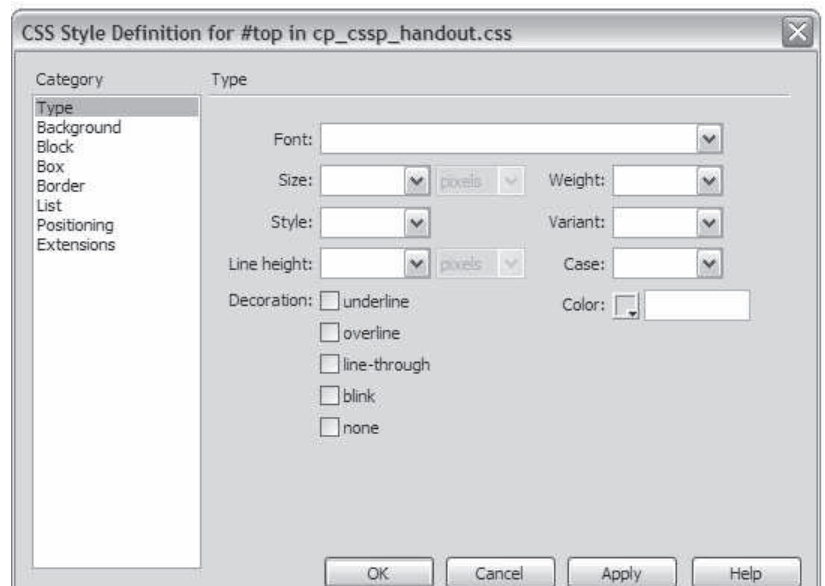 CSS Style Definition for #top in cp_cssp_handout.css
Category
Type
Background
Block
Box
Border
List
Positioning
Extensions
Type
Font:
Size: pixels Weight:
Style: Variant:
Line height: pixels Case:
Decoration: underline Color:
overline
line-through
blink
none
OK Cancel Apply Help